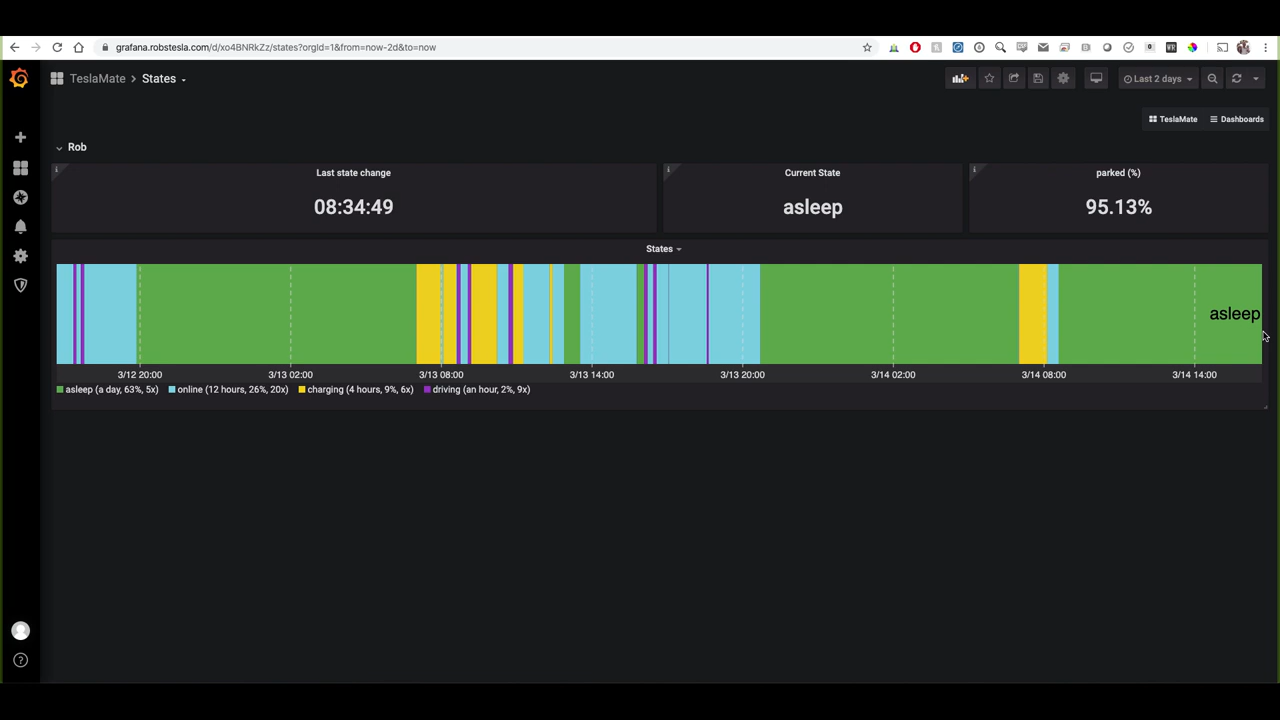 grafana.robstesla.com/d/xo4BNRkZz/states?orgId=1&from=now-2d&to=now
TeslaMate > States
Last 2 days
TeslaMate Dashboards
Rob
Last state change
08:34:49
Current State
asleep
parked (%)
95.13%
States
asleep
3/12 20:00 3/13 02:00 3/13 08:00 3/13 14:00 3/13 20:00 3/14 02:00 3/14 08:00 3/14 14:00
asleep (a day, 63%, 5x) online (12 hours, 26%, 20x) charging (4 hours, 9%, 6x) driving (an hour, 2%, 9x)